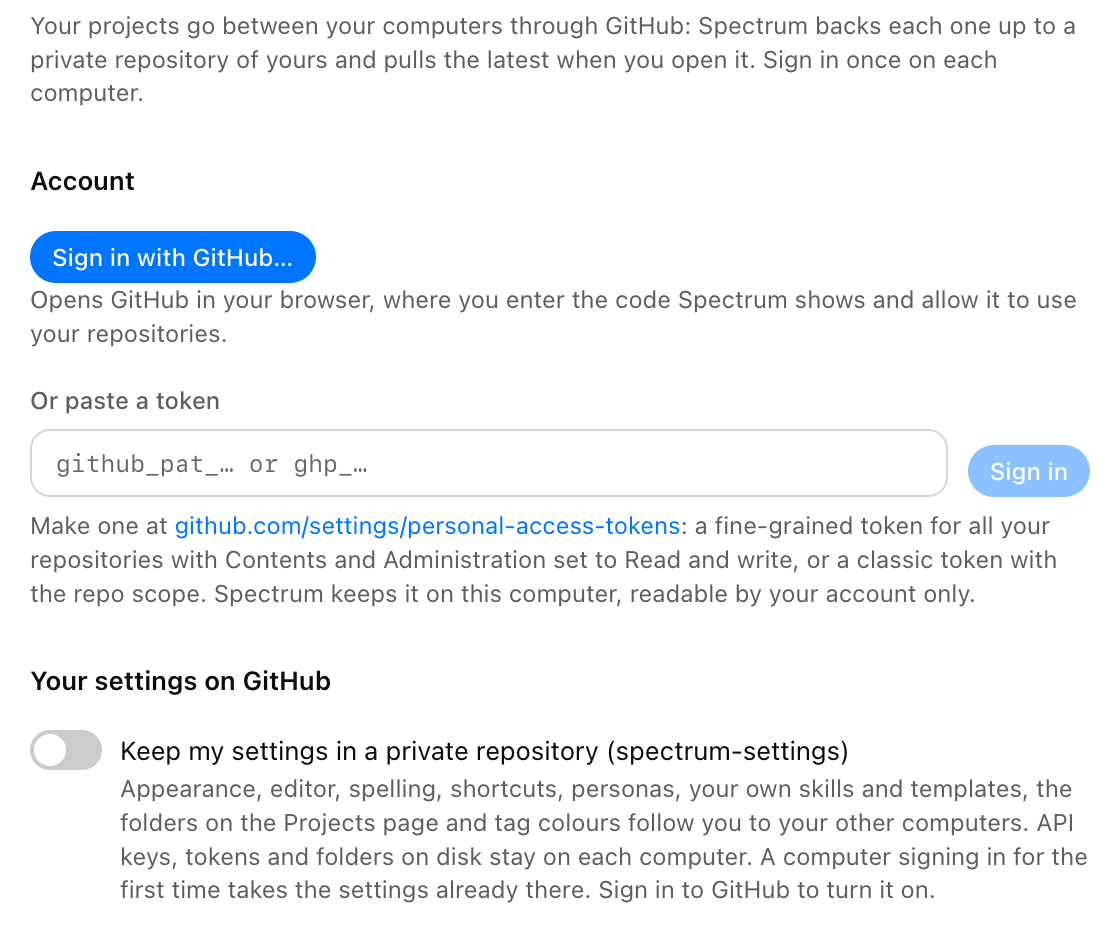 Your projects go between your computers through GitHub: Spectrum backs each one up to a
private repository of yours and pulls the latest when you open it. Sign in once on each
computer.
Account
Sign in with GitHub…
Opens GitHub in your browser, where you enter the code Spectrum shows and allow it to use
your repositories.
Or paste a token
github_pat_… or ghp_…
Sign in
Make one at github.com/settings/personal-access-tokens: a fine-grained token for all your
repositories with Contents and Administration set to Read and write, or a classic token with
the repo scope. Spectrum keeps it on this computer, readable by your account only.
Your settings on GitHub
Keep my settings in a private repository (spectrum-settings)
Appearance, editor, spelling, shortcuts, personas, your own skills and templates, the
folders on the Projects page and tag colours follow you to your other computers. API
keys, tokens and folders on disk stay on each computer. A computer signing in for the
first time takes the settings already there. Sign in to GitHub to turn it on.